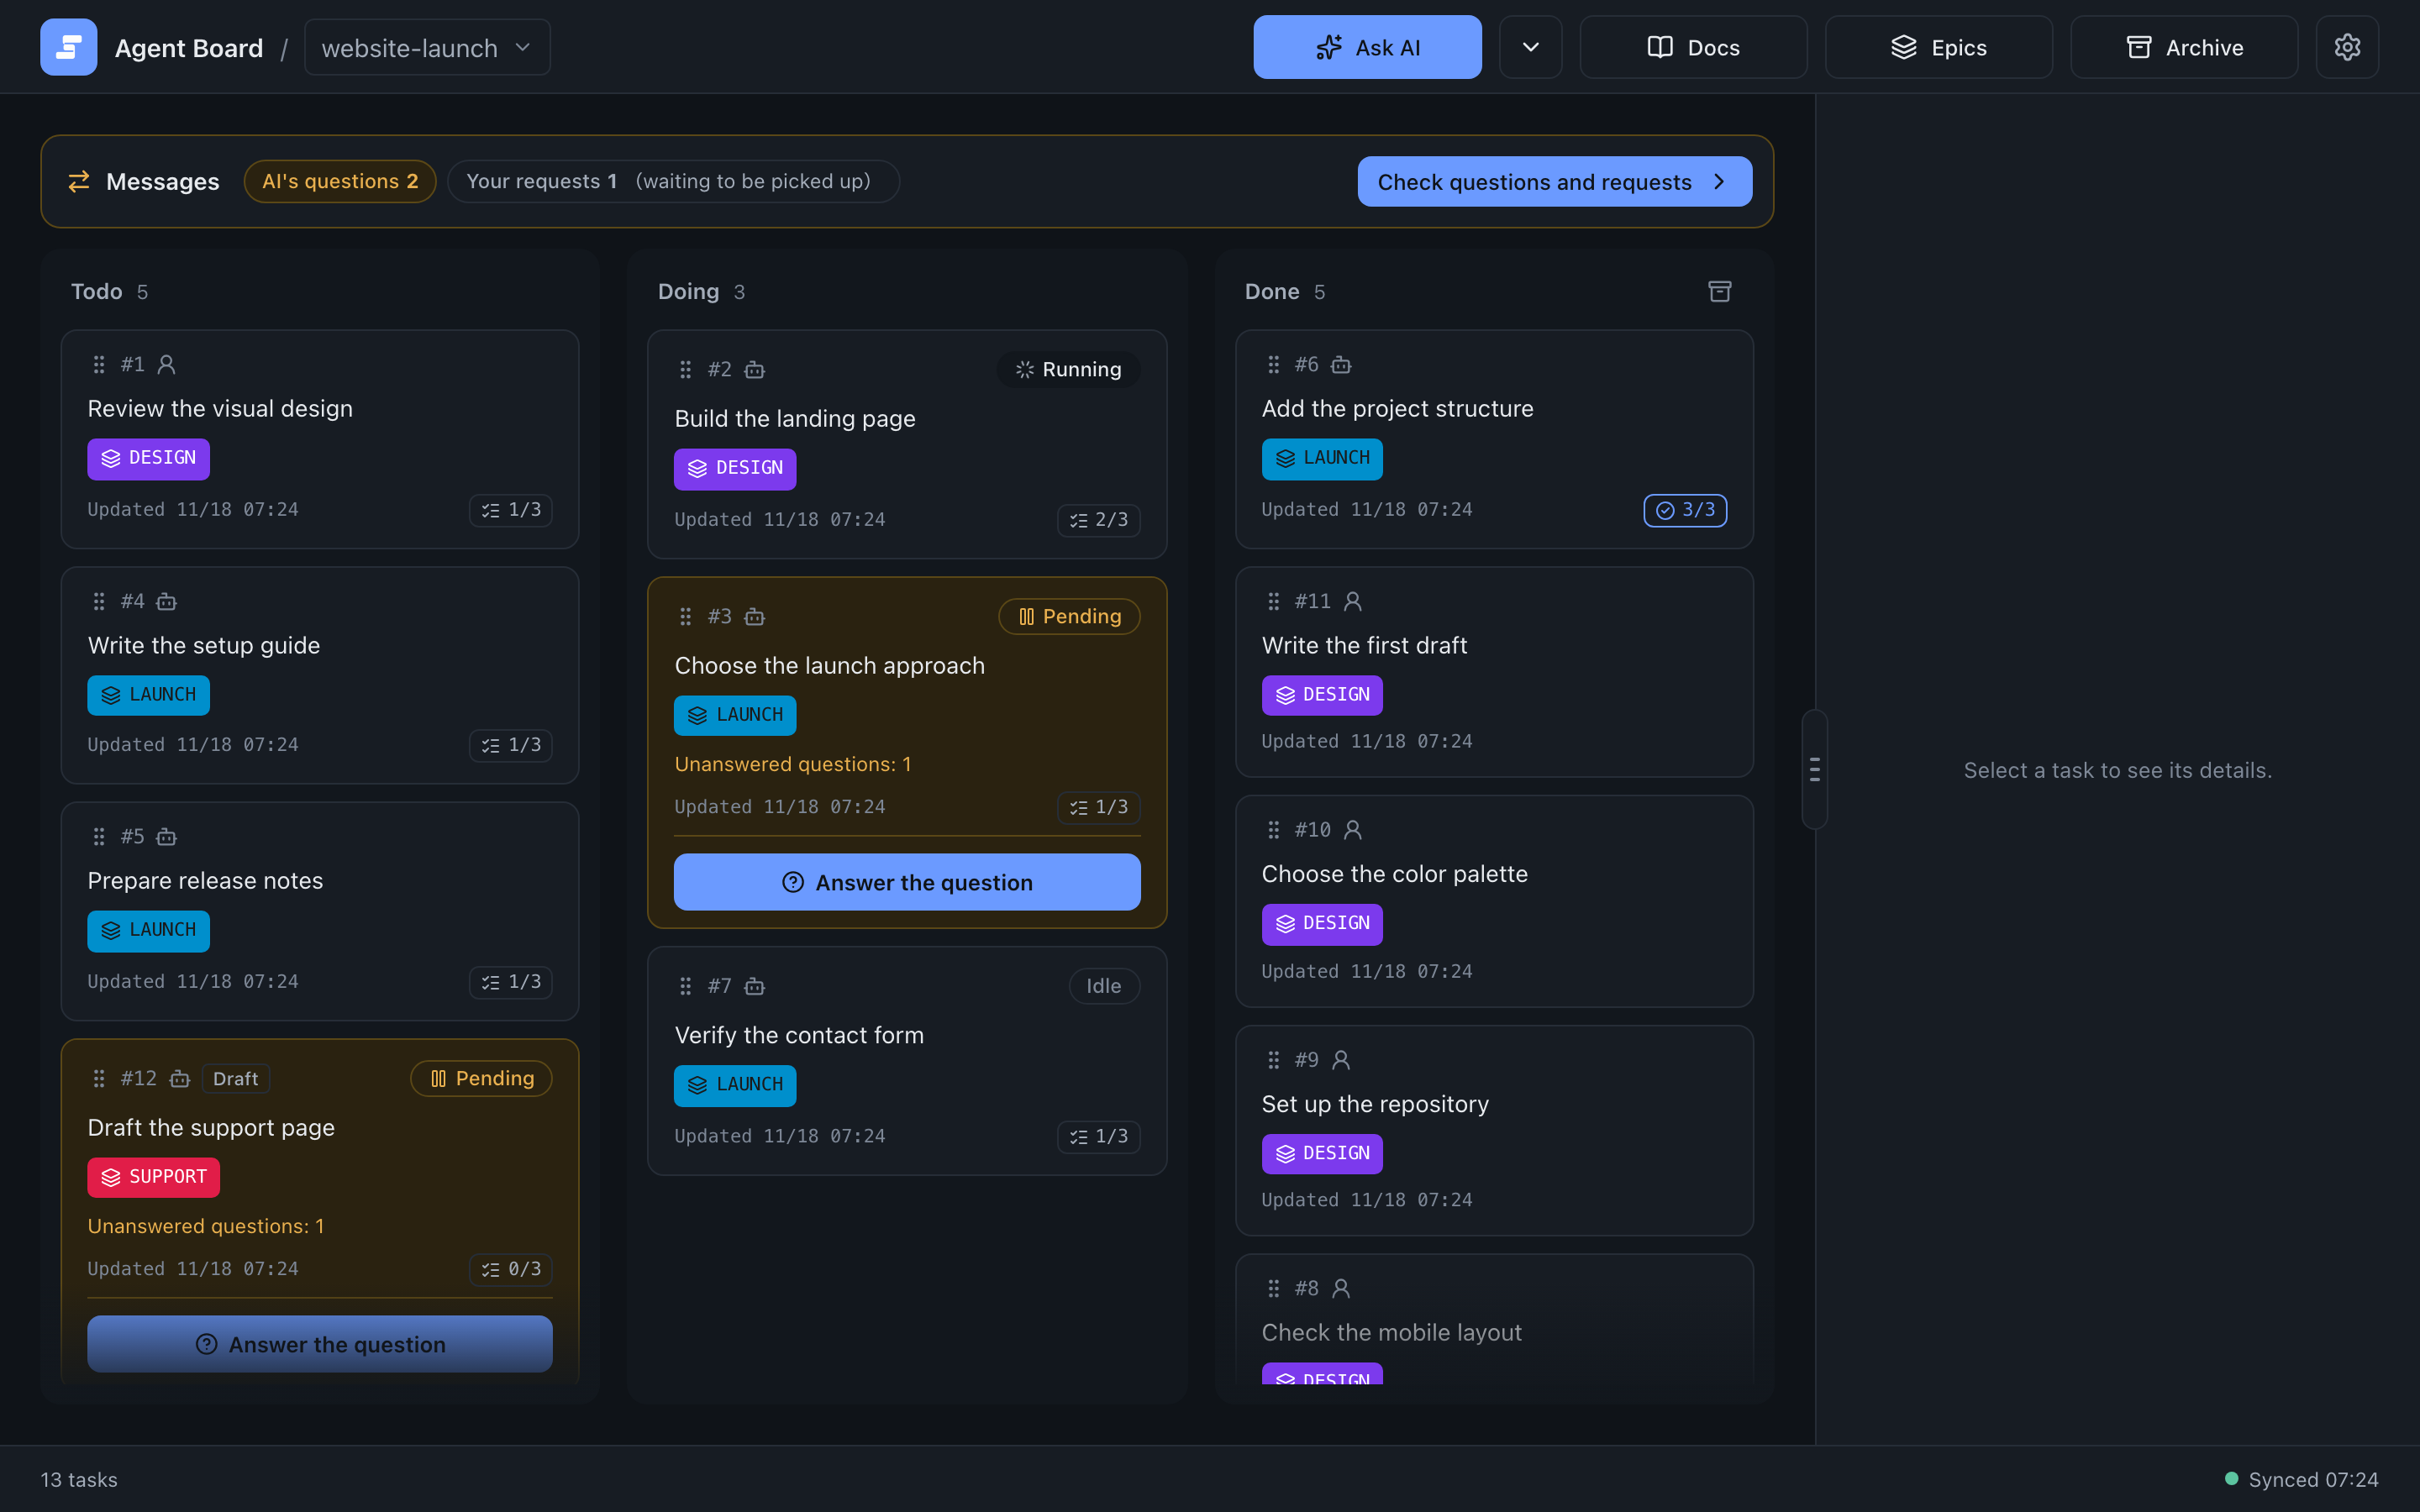 Agent Board / website-launch
Ask AI
Docs
Epics
Archive
Messages
AI's questions 2
Your requests 1 (waiting to be picked up)
Check questions and requests
Todo 5
#1
Review the visual design
DESIGN
Updated 11/18 07:24
1/3
#4
Write the setup guide
LAUNCH
Updated 11/18 07:24
1/3
#5
Prepare release notes
LAUNCH
Updated 11/18 07:24
1/3
#12
Draft
Pending
Draft the support page
SUPPORT
Unanswered questions: 1
Updated 11/18 07:24
0/3
Answer the question
Doing 3
#2
Running
Build the landing page
DESIGN
Updated 11/18 07:24
2/3
#3
Pending
Choose the launch approach
LAUNCH
Unanswered questions: 1
Updated 11/18 07:24
1/3
Answer the question
#7
Idle
Verify the contact form
LAUNCH
Updated 11/18 07:24
1/3
Done 5
#6
Add the project structure
LAUNCH
Updated 11/18 07:24
3/3
#11
Write the first draft
DESIGN
Updated 11/18 07:24
#10
Choose the color palette
DESIGN
Updated 11/18 07:24
#9
Set up the repository
DESIGN
Updated 11/18 07:24
#8
Check the mobile layout
DESIGN
Select a task to see its details.
13 tasks
Synced 07:24